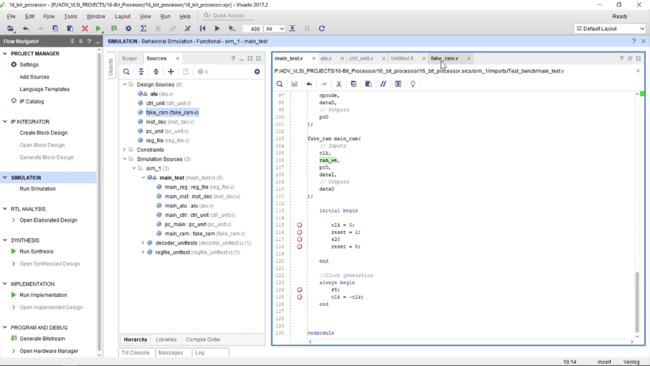 16_bit_processor - [P:/ADV_VLSI_PROJECTS/16-Bit_Processor/16_bit_processor/16_bit_processor.xpr] - Vivado 2017.2
File Edit Flow Tools Window Layout View Run Help Quick Access
Ready
400 ns
Default Layout
Flow Navigator
SIMULATION - Behavioral Simulation - Functional - sim_1 - main_test
PROJECT MANAGER
Settings
Add Sources
Language Templates
IP Catalog
IP INTEGRATOR
Create Block Design
Open Block Design
Generate Block Design
SIMULATION
Run Simulation
RTL ANALYSIS
Open Elaborated Design
SYNTHESIS
Run Synthesis
Open Synthesized Design
IMPLEMENTATION
Run Implementation
Open Implemented Design
PROGRAM AND DEBUG
Generate Bitstream
Open Hardware Manager
Objects
Scope Sources
0
Design Sources (8)
alu (alu.v)
ctrl_unit (ctrl_unit.v)
fake_ram (fake_ram.v)
inst_dec (inst_dec.v)
pc_unit (pc_unit.v)
reg_file (reg_file.v)
Constraints
Simulation Sources (3)
sim_1 (3)
main_test (main_test.v) (6)
main_reg : reg_file (reg_file.v)
main_inst : inst_dec (inst_dec.v)
main_alu : alu (alu.v)
main_ctrl : ctrl_unit (ctrl_unit.v)
pc_main : pc_unit (pc_unit.v)
main_ram : fake_ram (fake_ram.v)
decoder_unittests (decoder_unittest.v) (1)
regfile_unittest (regfile_unittest.v) (1)
Hierarchy Libraries Compile Order
Tcl Console Messages Log
main_test.v alu.v ctrl_unit.v Untitled 9 fake_ram.v
P:/ADV_VLSI_PROJECTS/16-Bit_Processor/16_bit_processor/16_bit_processor.srcs/sim_1/imports/Test_bench/main_test.v
97 opcode,
98 dataD,
99 // Outputs
100 pcO
101 );
102
103 fake_ram main_ram(
104 // Inputs
105 clk,
106 ram_we,
107 pcO,
108 dataI,
109 // Outputs
110 dataO
111 );
112
113 initial begin
114
115 clk = 0;
116 reset = 1;
117 #20
118 reset = 0;
119
120 end
121
122 //Clock generation
123 always begin
124 #5;
125 clk = ~clk;
126 end
127
128
129
130 endmodule
10:14 Insert Verilog